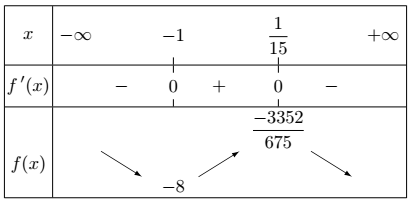 x −∞ −1 1/15 +∞
f ′(x) − 0 + 0 −
−3352/675
f(x)
−8